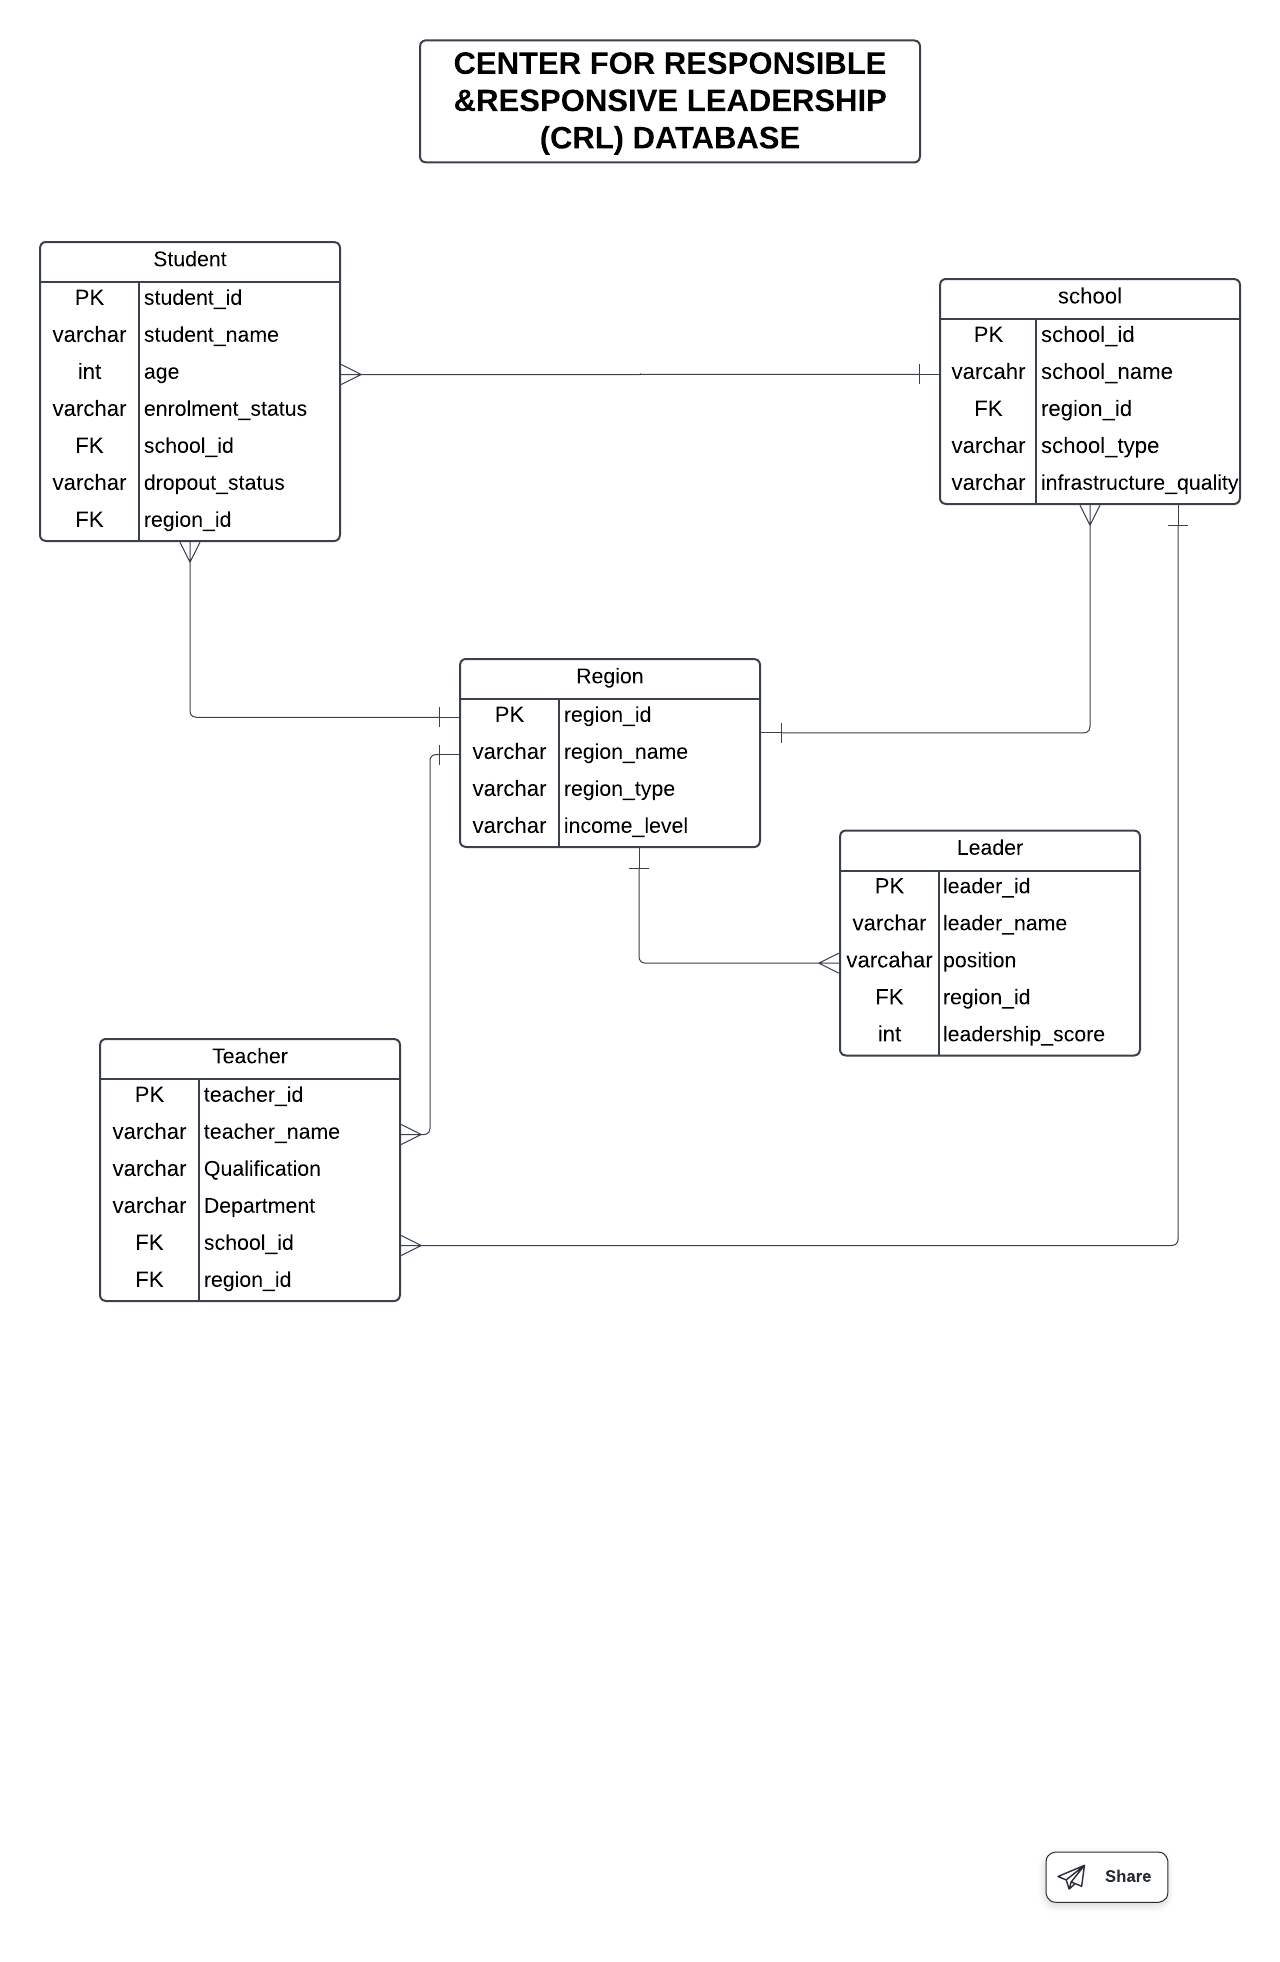 CENTER FOR RESPONSIBLE
&RESPONSIVE LEADERSHIP
(CRL) DATABASE
Student
PK student_id
varchar student_name
int age
varchar enrolment_status
FK school_id
varchar dropout_status
FK region_id
school
PK school_id
varcahr school_name
FK region_id
varchar school_type
varchar infrastructure_quality
Region
PK region_id
varchar region_name
varchar region_type
varchar income_level
Leader
PK leader_id
varchar leader_name
varcahar position
FK region_id
int leadership_score
Teacher
PK teacher_id
varchar teacher_name
varchar Qualification
varchar Department
FK school_id
FK region_id
Share